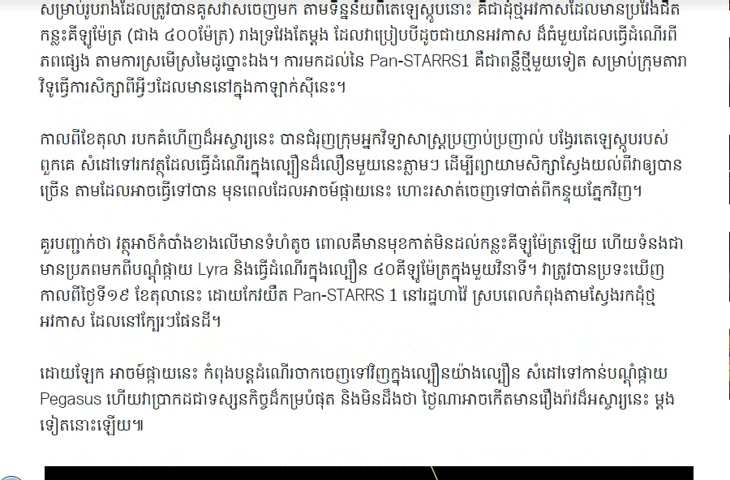 សម្រាប់រូបរាងដែលត្រូវបានគូសវាសចេញមក តាមទិន្នន័យពីតេឡេស្កុបនោះ គឺជាដុំថ្មអវកាសដែលមានប្រវែងជិត
កន្លះគីឡូម៉ែត្រ (ជាង ៤០០ម៉ែត្រ) រាងទ្រវែងតែម្តង ដែលវាប្រៀបបីដូចជាយានអវកាស ដ៏ធំមួយដែលធ្វើដំណើរពី
ភពផ្សេង តាមការស្រមើស្រមៃដូច្នោះឯង។ ការមកដល់នៃ Pan-STARRS1 គឺជាពន្លឺថ្មីមួយទៀត សម្រាប់ក្រុមតារា
វិទូធ្វើការសិក្សាពីអ្វីៗដែលមាននៅក្នុងកាឡាក់ស៊ីនេះ។
កាលពីខែតុលា របកគំហើញដ៏អស្ចារ្យនេះ បានជំរុញក្រុមអ្នកវិទ្យាសាស្ត្រប្រញាប់ប្រញាល់ បង្វែរតេឡេស្កុបរបស់
ពួកគេ សំដៅទៅរកវត្ថុដែលធ្វើដំណើរក្នុងល្បឿនដ៏លឿនមួយនេះភ្លាមៗ ដើម្បីព្យាយាមសិក្សាស្វែងយល់ពីវាឲ្យបាន
ច្រើន តាមដែលអាចធ្វើទៅបាន មុនពេលដែលអាចម៍ផ្កាយនេះ ហោះរសាត់ចេញទៅបាត់ពីកន្ទុយភ្នែកវិញ។
គួរបញ្ជាក់ថា វត្ថុអាថ៌កំបាំងខាងលើមានទំហំតូច ពោលគឺមានមុខកាត់មិនដល់កន្លះគីឡូម៉ែត្រឡើយ ហើយទំនងជា
មានប្រភពមកពីបណ្តុំផ្កាយ Lyra និងធ្វើដំណើរក្នុងល្បឿន ៤០គីឡូម៉ែត្រក្នុងមួយវិនាទី។ វាត្រូវបានប្រទះឃើញ
កាលពីថ្ងៃទី១៩ ខែតុលានេះ ដោយកែវយឺត Pan-STARRS 1 នៅរដ្ឋហាវ៉ៃ ស្របពេលកំពុងតាមស្វែងរកដុំថ្ម
អវកាស ដែលនៅក្បែរៗផែនដី។
ដោយឡែក អាចម៍ផ្កាយនេះ កំពុងបន្តដំណើរចាកចេញទៅវិញក្នុងល្បឿនយ៉ាងល្បឿន សំដៅទៅកាន់បណ្តុំផ្កាយ
Pegasus ហើយវាប្រាកដជាទស្សនកិច្ចដ៏កម្របំផុត និងមិនដឹងថា ថ្ងៃណាអាចកើតមានរឿងរ៉ាវដ៏អស្ចារ្យនេះ ម្តង
ទៀតនោះឡើយ៕